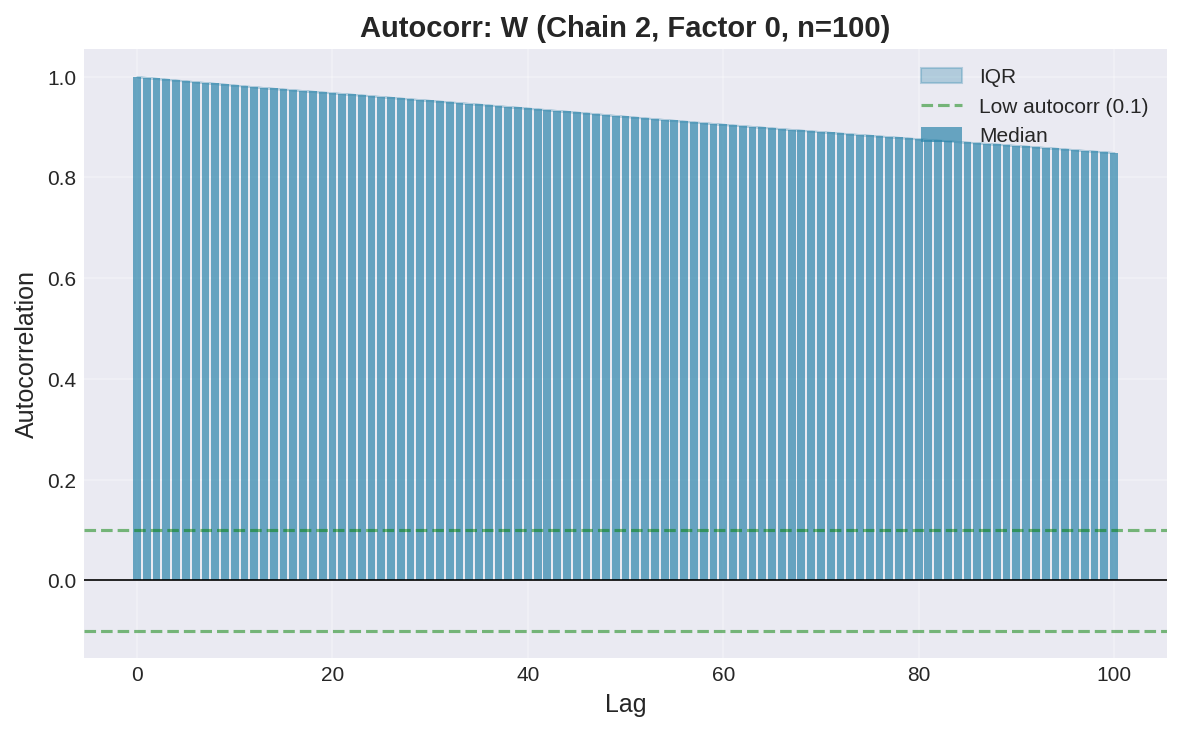 Autocorr: W (Chain 2, Factor 0, n=100)
IQR
Low autocorr (0.1)
Median
Autocorrelation
1.0
0.8
0.6
0.4
0.2
0.0
0 20 40 60 80 100
Lag